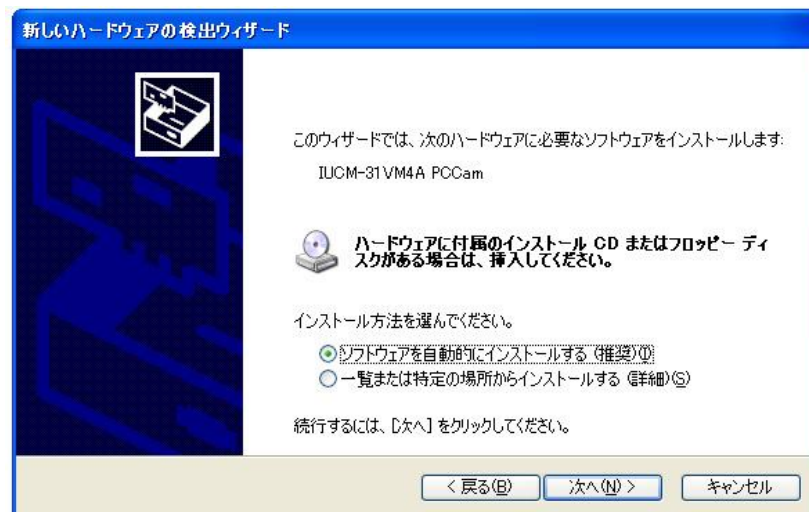 新しいハードウェアの検出ウィザード
このウィザードでは、次のハードウェアに必要なソフトウェアをインストールします:
IUCM-31VM4A PCCam
ハードウェアに付属のインストール CD またはフロッピー ディ
スクがある場合は、挿入してください。
インストール方法を選んでください。
ソフトウェアを自動的にインストールする (推奨)(I)
一覧または特定の場所からインストールする (詳細)(S)
続行するには、[次へ] をクリックしてください。
< 戻る(B) 次へ(N) > キャンセル